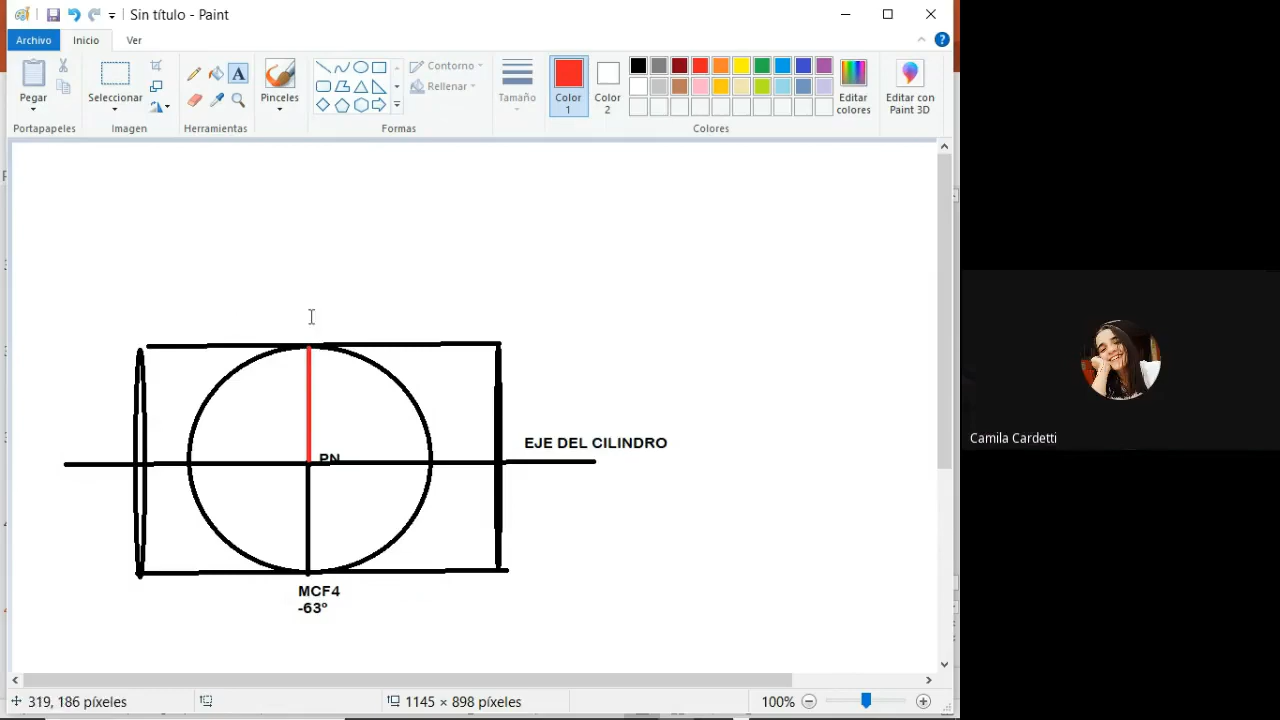 Sin título - Paint
Archivo
Inicio
Ver
Pegar
Portapapeles
Seleccionar
Imagen
Herramientas
A
Pinceles
Contorno
Rellenar
Formas
Tamaño
Color
1
Color
2
Editar
colores
Colores
Editar con
Paint 3D
EJE DEL CILINDRO
PN
MCF4
-63º
Camila Cardetti
319, 186 píxeles
1145 × 898 píxeles
100%